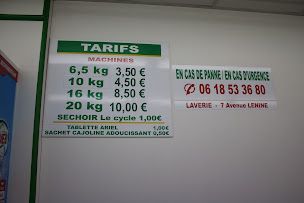 TARIFS
MACHINES
6,5 kg 3,50 €
10 kg 4,50 €
16 kg 8,50 €
20 kg 10,00 €
SECHOIR Le cycle 1,00€
TABLETTE ARIEL 1,00€
SACHET CAJOLINE ADOUCISSANT 0,50€
EN CAS DE PANNE / EN CAS D'URGENCE
06 18 53 36 80
LAVERIE - 7 Avenue LENINE